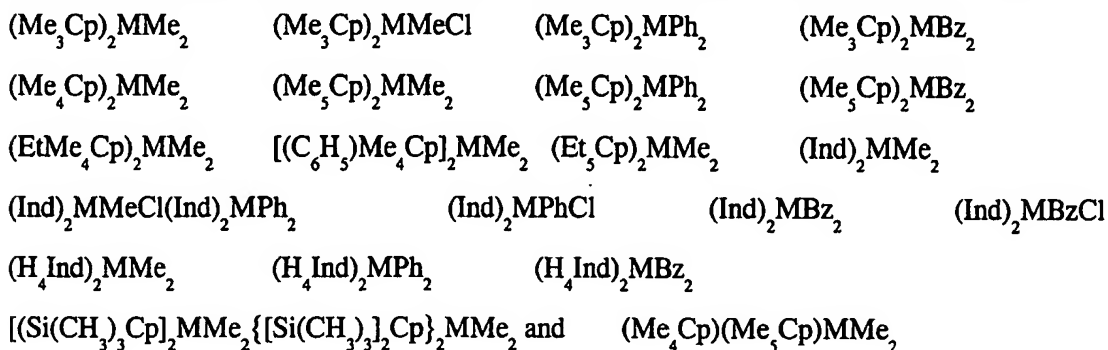 (Me₃Cp)₂MMe₂ (Me₃Cp)₂MMeCl (Me₃Cp)₂MPh₂ (Me₃Cp)₂MBz₂
(Me₄Cp)₂MMe₂ (Me₅Cp)₂MMe₂ (Me₅Cp)₂MPh₂ (Me₅Cp)₂MBz₂
(EtMe₄Cp)₂MMe₂ [(C₆H₅)Me₄Cp]₂MMe₂ (Et₅Cp)₂MMe₂ (Ind)₂MMe₂
(Ind)₂MMeCl(Ind)₂MPh₂ (Ind)₂MPhCl (Ind)₂MBz₂ (Ind)₂MBzCl
(H₄Ind)₂MMe₂ (H₄Ind)₂MPh₂ (H₄Ind)₂MBz₂
[(Si(CH₃)₃Cp]₂MMe₂{[Si(CH₃)₃]₂Cp}₂MMe₂ and (Me₄Cp)(Me₅Cp)MMe₂